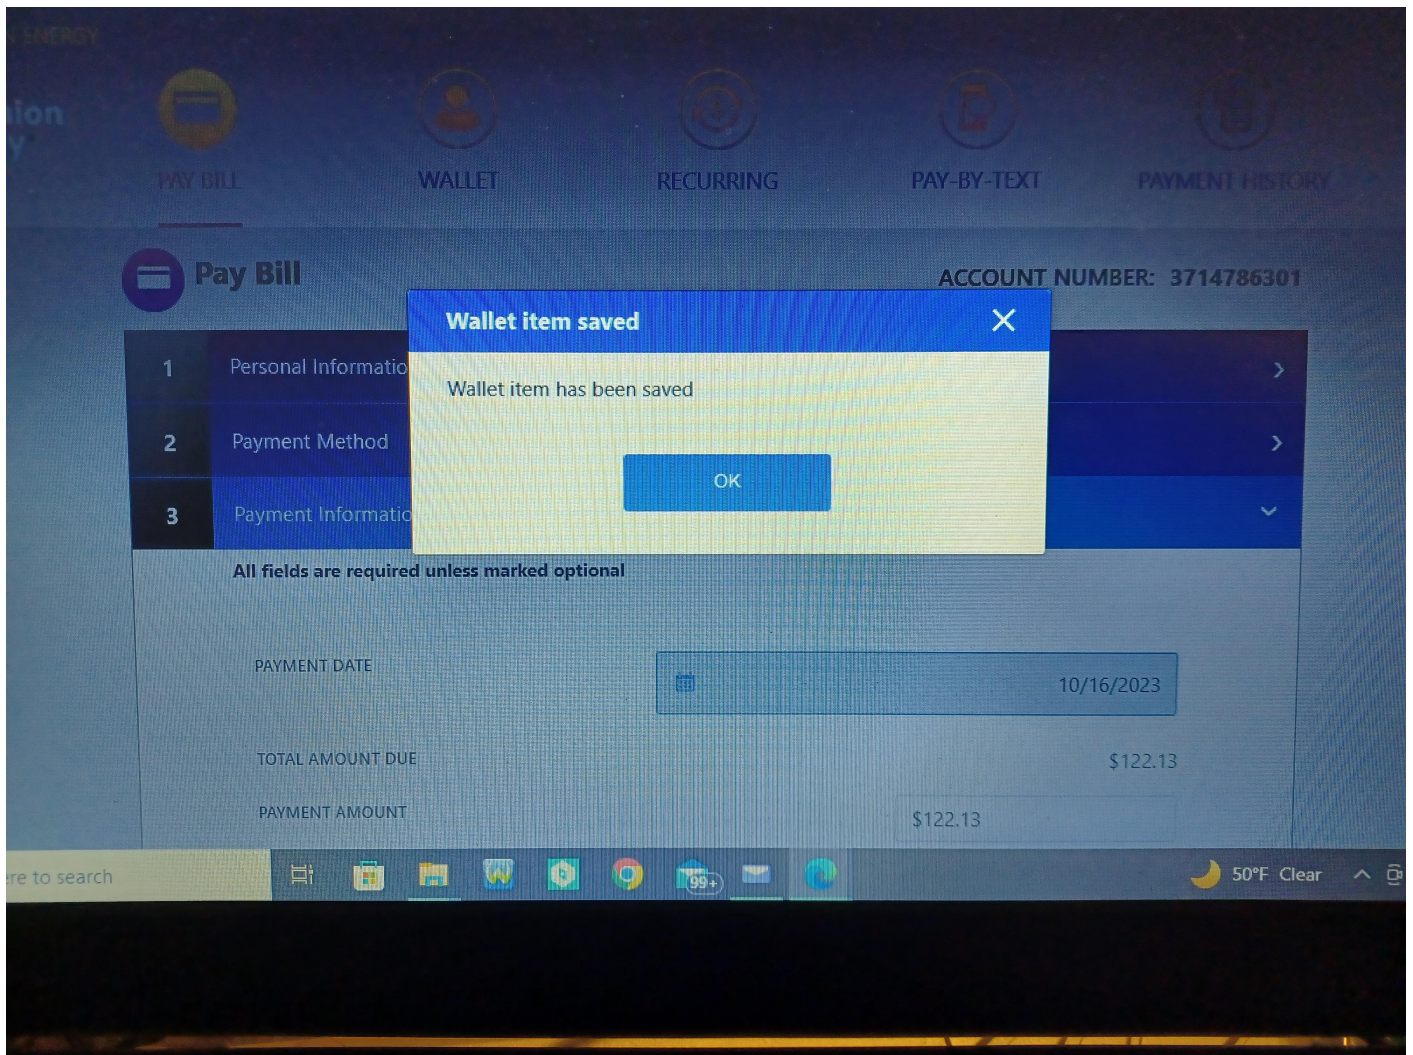 ENERGY
PAY BILL
WALLET
RECURRING
PAY-BY-TEXT
PAYMENT HISTORY
Pay Bill
ACCOUNT NUMBER: 3714786301
Wallet item saved
Wallet item has been saved
OK
1 Personal Informatio
2 Payment Method
3 Payment Informatio
All fields are required unless marked optional
PAYMENT DATE
10/16/2023
TOTAL AMOUNT DUE
$122.13
PAYMENT AMOUNT
$122.13
ere to search
99+
50°F Clear